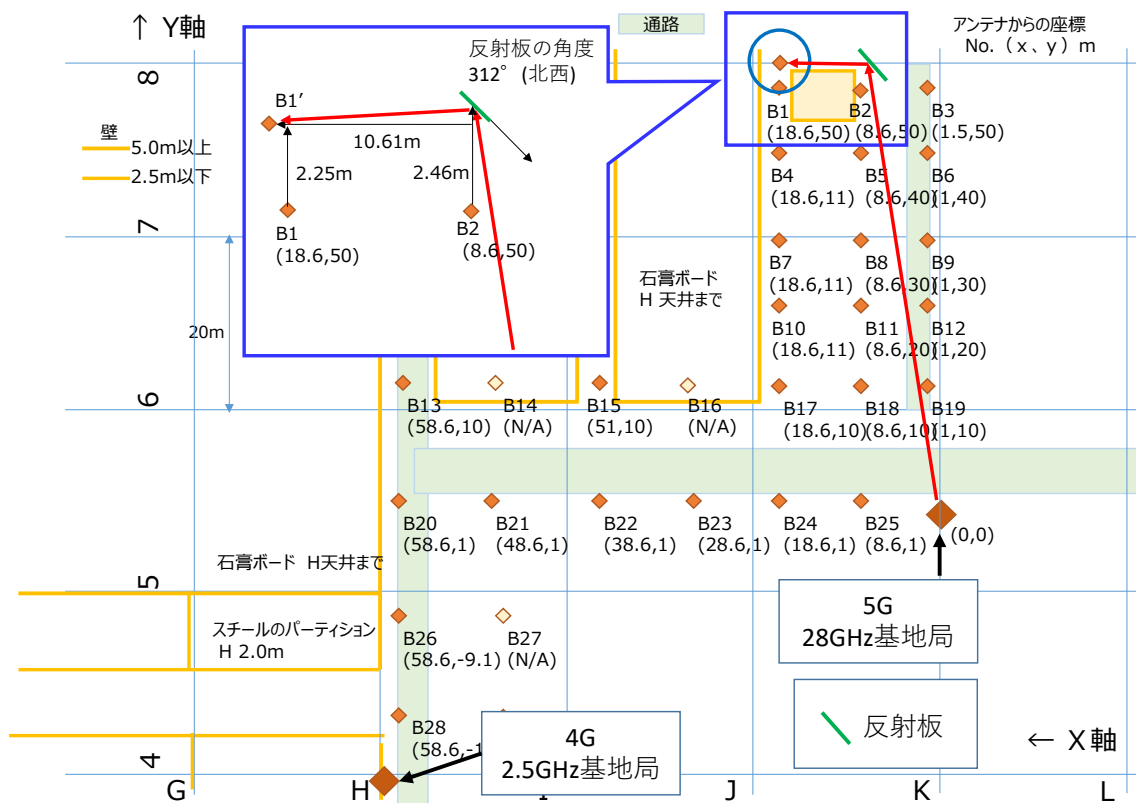 ↑ Y軸
通路
アンテナからの座標
No. (x、y) m
8
7
6
5
4
壁
5.0m以上
2.5m以下
反射板の角度
312° (北西)
B1’
10.61m
2.25m
2.46m
B1
(18.6,50)
B2
(8.6,50)
B1
(18.6,50)
B2
(8.6,50)
B3
(1.5,50)
B4
(18.6,11)
B5
(8.6,40)
B6
(1,40)
20m
石膏ボード
H 天井まで
B7
(18.6,11)
B8
(8.6,30)
B9
(1,30)
B10
(18.6,11)
B11
(8.6,20)
B12
(1,20)
B13
(58.6,10)
B14
(N/A)
B15
(51,10)
B16
(N/A)
B17
(18.6,10)
B18
(8.6,10)
B19
(1,10)
B20
(58.6,1)
B21
(48.6,1)
B22
(38.6,1)
B23
(28.6,1)
B24
(18.6,1)
B25
(8.6,1)
(0,0)
石膏ボード H天井まで
スチールのパーティション
H 2.0m
B26
(58.6,-9.1)
B27
(N/A)
5G
28GHz基地局
B28
(58.6,-1
4G
2.5GHz基地局
反射板
← X軸
G
H
J
K
L